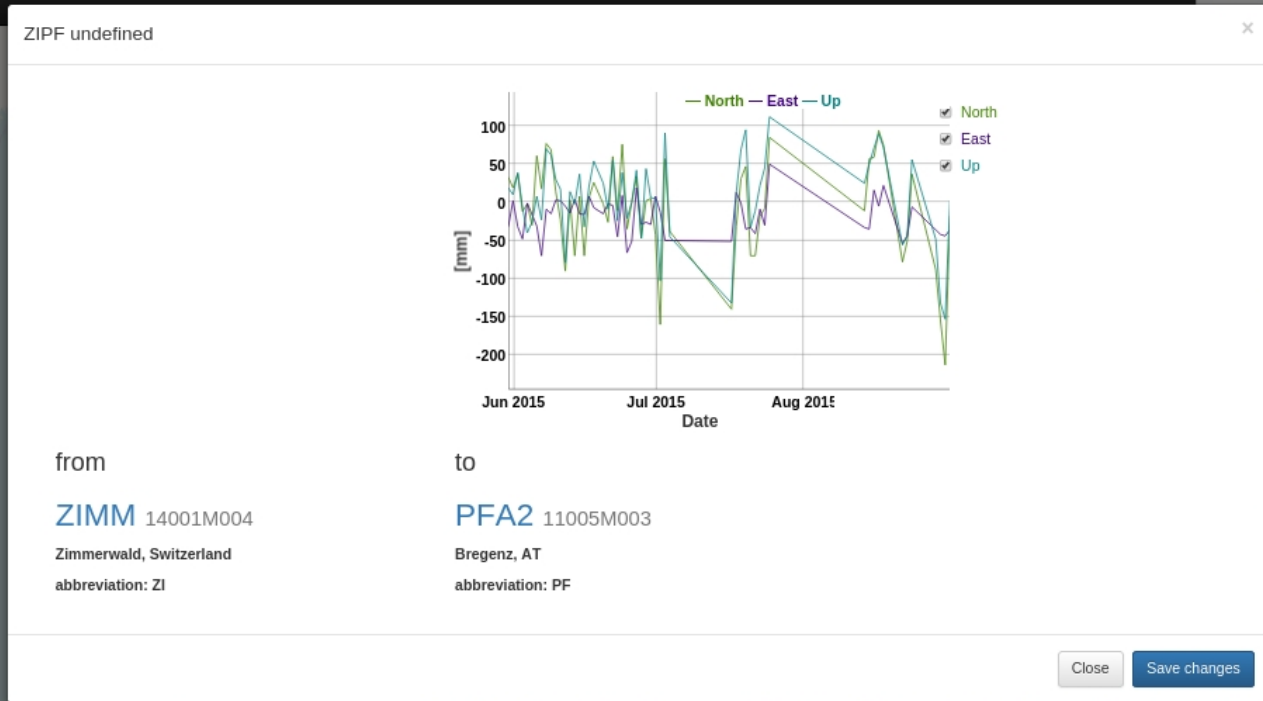 ZIPF undefined
×
North East Up
North
East
Up
100
50
0
-50
-100
-150
-200
[mm]
Jun 2015 Jul 2015 Aug 2015
Date
from
to
ZIMM 14001M004
PFA2 11005M003
Zimmerwald, Switzerland
Bregenz, AT
abbreviation: ZI
abbreviation: PF
Close
Save changes